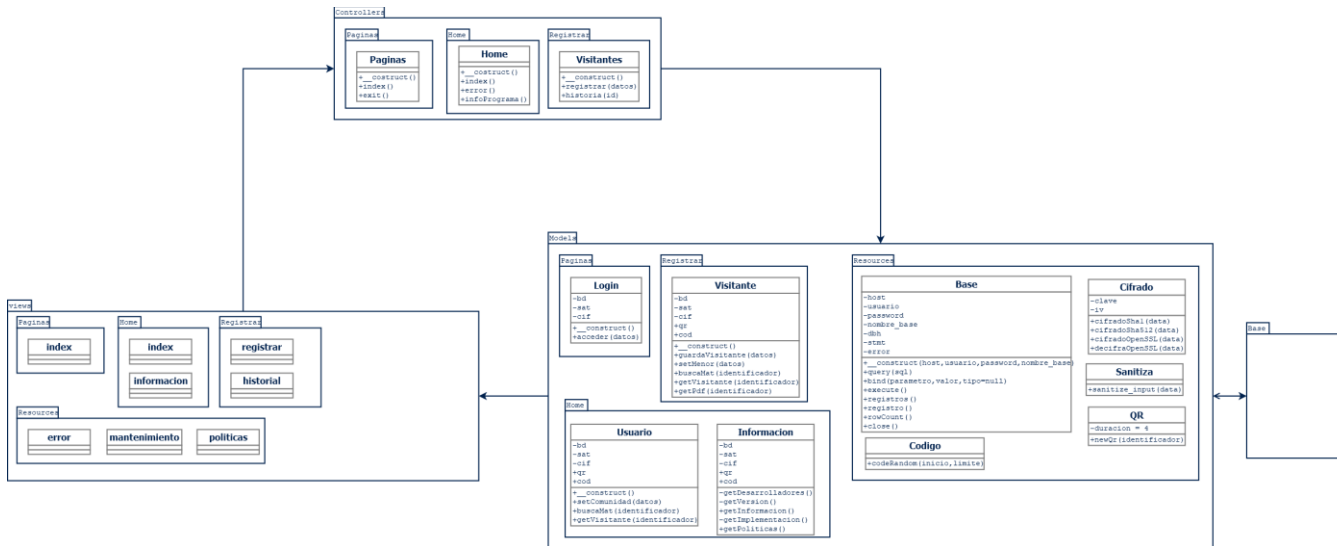 Controllers
Paginas
Paginas
+__costruct()
+index()
+exit()
Home
Home
+__costruct()
+index()
+error()
+infoPrograma()
Registrar
Visitantes
+__construct()
+registrar(datos)
+historia(id)
views
Paginas
index
Home
index
informacion
Registrar
registrar
historial
Resources
error
mantenimiento
politicas
Models
Paginas
Login
-bd
-sat
-cif
+__construct()
+acceder(datos)
Registrar
Visitante
-bd
-sat
-cif
+qr
+cod
+__construct()
+guardaVisitante(datos)
+setMenor(datos)
+buscaMat(identificador)
+getVisitante(identificador)
+getPdf(identificador)
Home
Usuario
-bd
-sat
-cif
+qr
+cod
+__construct()
+setComunidad(datos)
+buscaMat(identificador)
+getVisitante(identificador)
Informacion
-bd
-sat
-cif
+qr
+cod
-getDesarrolladores()
-getVersion()
+getInformacion()
-getImplementacion()
+getPoliticas()
Resources
Base
-host
-usuario
-password
-nombre_base
-dbh
-stmt
-error
+__construct(host,usuario,password,nombre_base)
+query(sql)
+bind(parametro,valor,tipo=null)
+execute()
+registros()
+registro()
+rowCount()
+close()
Codigo
+codeRandom(inicio,limite)
Cifrado
-clave
-iv
+cifradoSha1(data)
+cifradoSha512(data)
+cifradoOpenSSL(data)
+decifraOpenSSL(data)
Sanitiza
+sanitize_input(data)
QR
-duracion = 4
+newQr(identificador)
Base